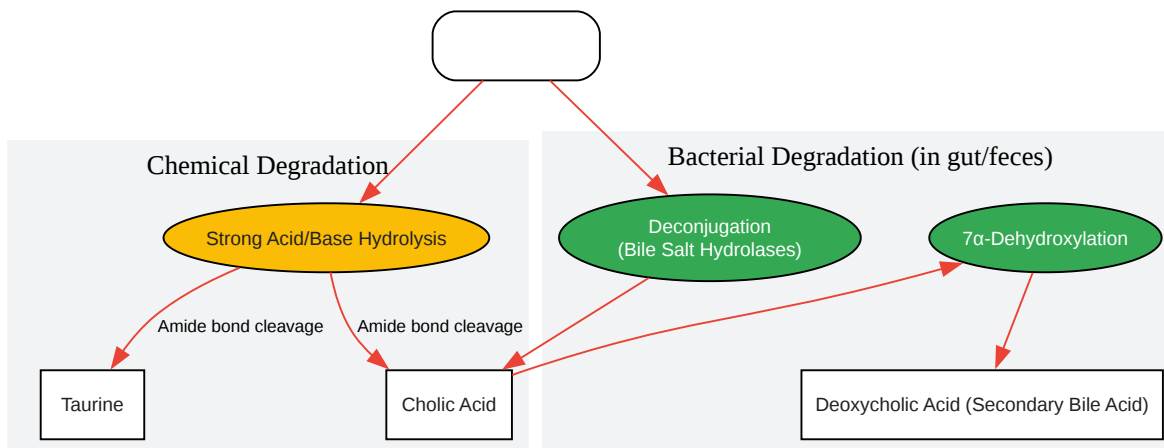 Chemical Degradation
Bacterial Degradation (in gut/feces)
Strong Acid/Base Hydrolysis
Deconjugation
(Bile Salt Hydrolases)
7α-Dehydroxylation
Amide bond cleavage
Amide bond cleavage
Taurine
Cholic Acid
Deoxycholic Acid (Secondary Bile Acid)